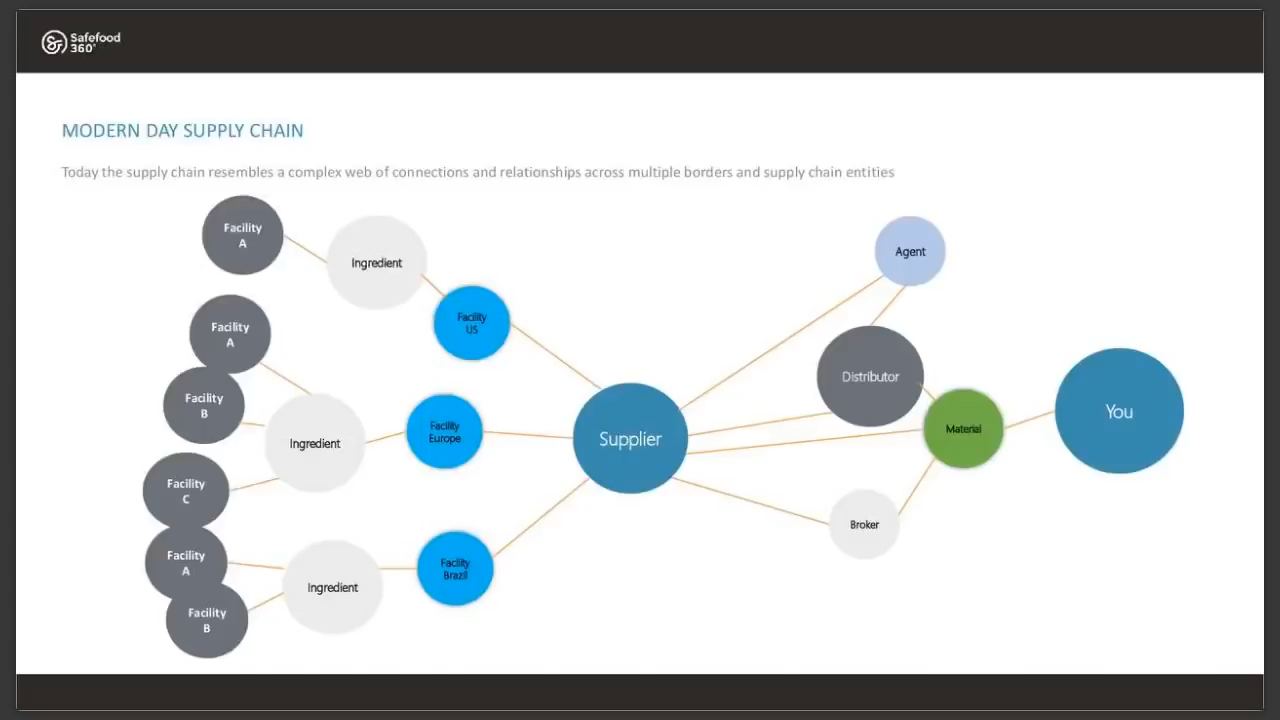 Safefood
360°
MODERN DAY SUPPLY CHAIN
Today the supply chain resembles a complex web of connections and relationships across multiple borders and supply chain entities
Facility
A
Ingredient
Facility
US
Facility
A
Facility
B
Facility
C
Ingredient
Facility
Europe
Facility
A
Facility
B
Ingredient
Facility
Brazil
Supplier
Agent
Distributor
Material
Broker
You